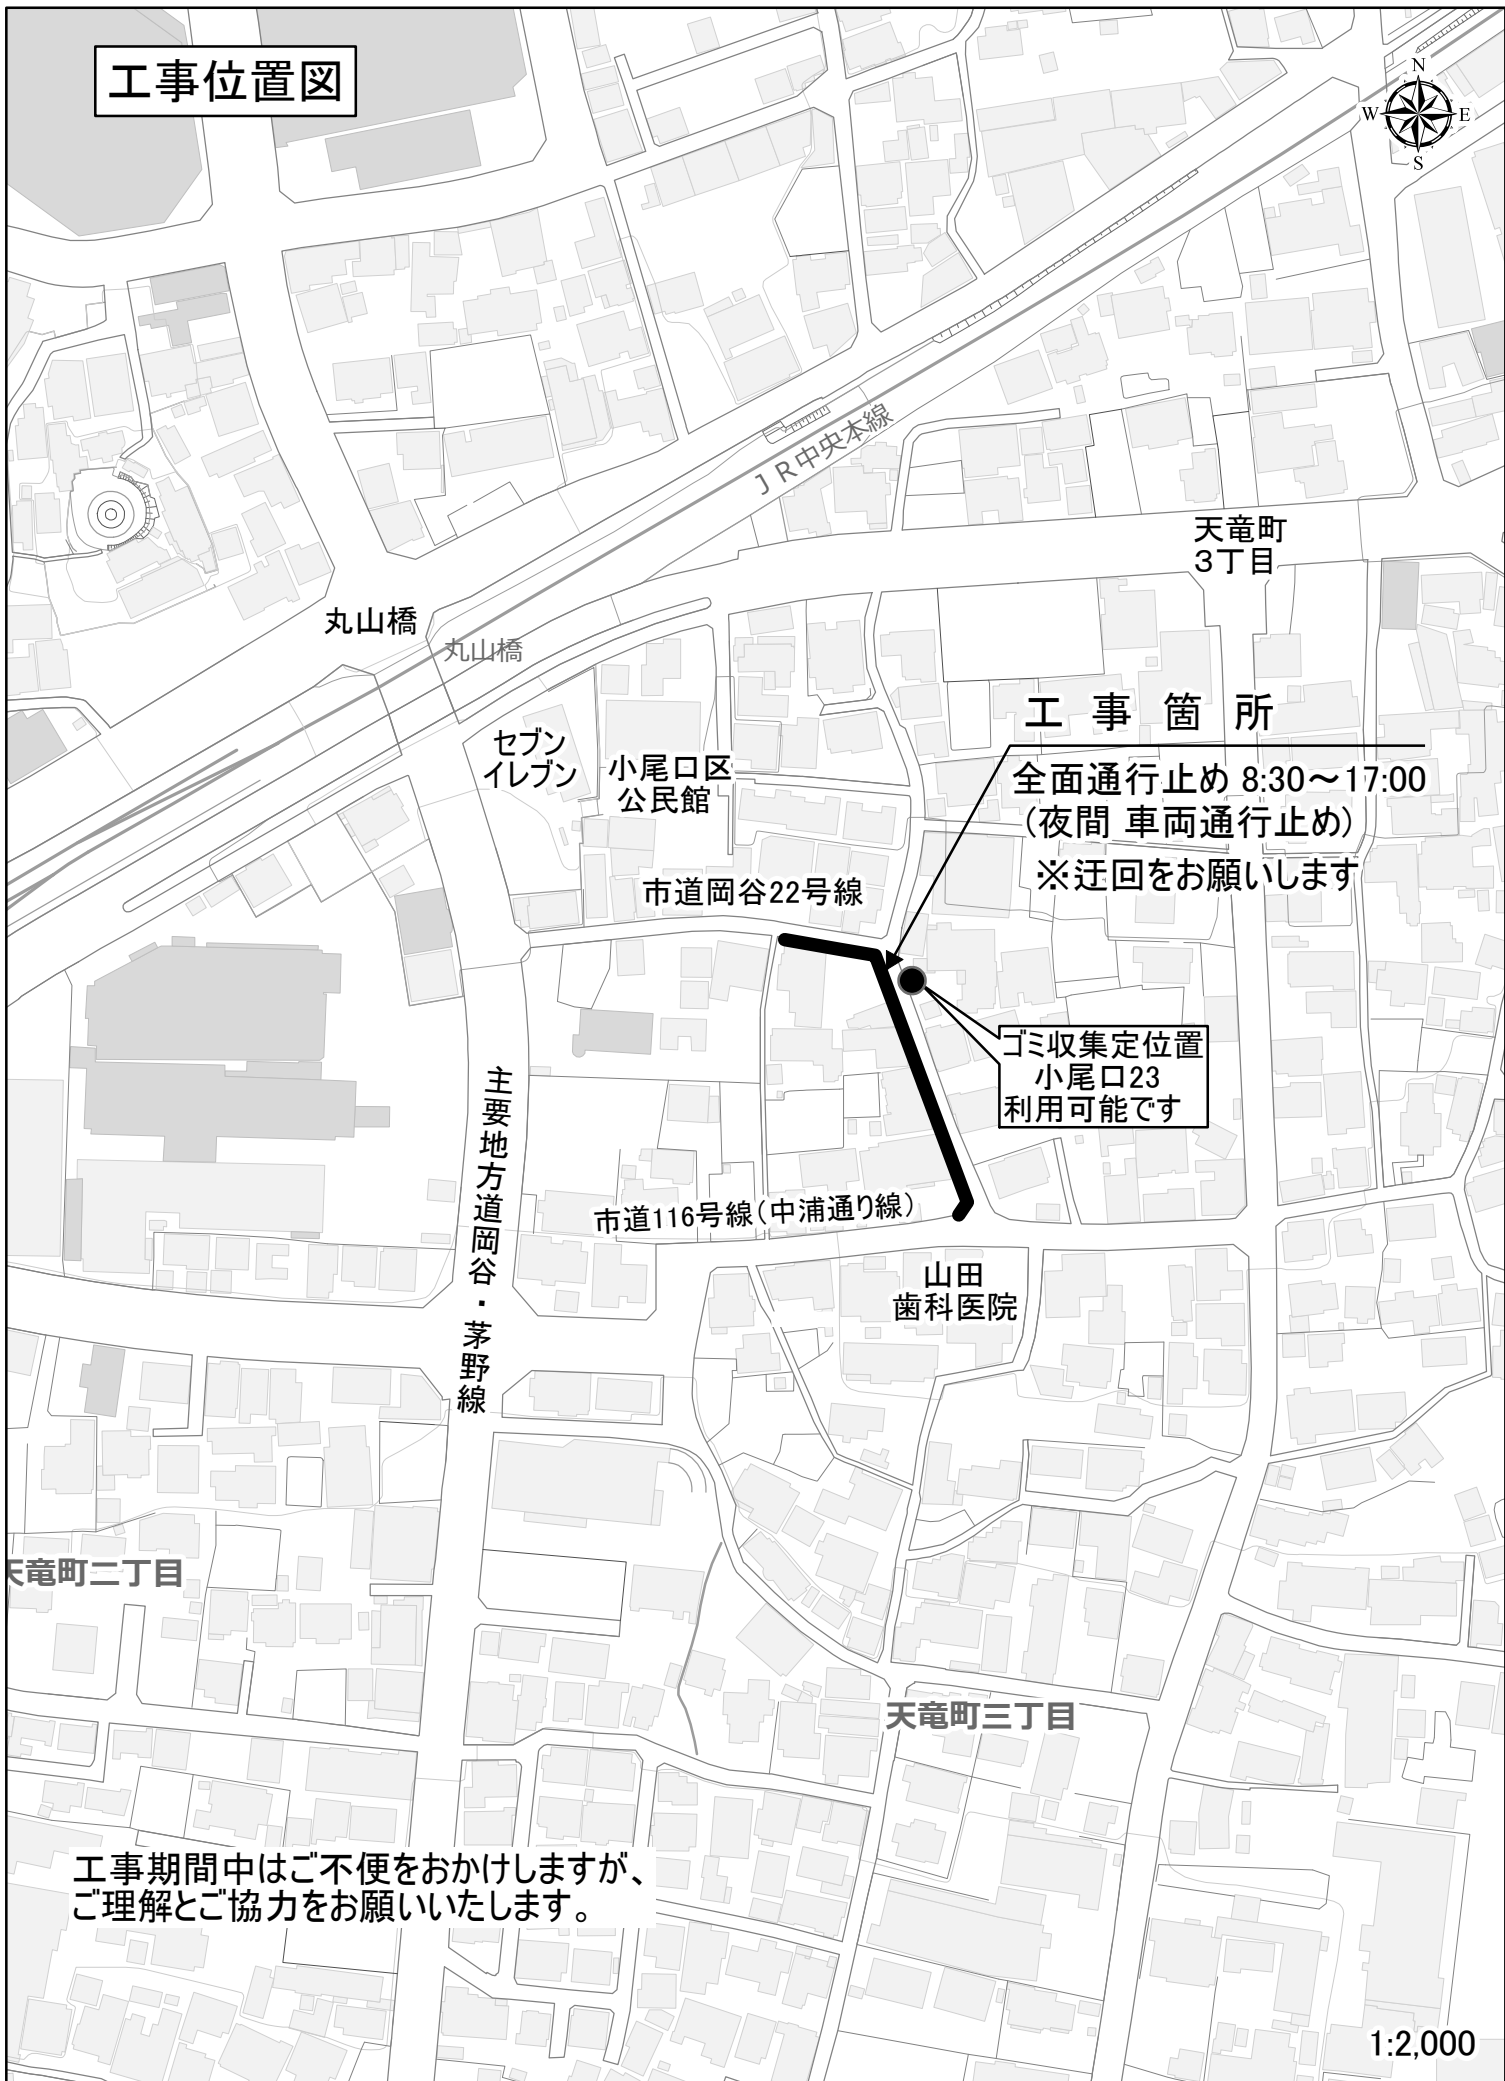 工事位置図
N
W
E
S
ＪＲ中央本線
天竜町
3丁目
丸山橋
丸山橋
工事箇所
全面通行止め 8:30～17:00
（夜間 車両通行止め）
※迂回をお願いします
セブン
イレブン
小尾口区
公民館
市道岡谷22号線
ゴミ収集定位置
小尾口23
利用可能です
主要地方道岡谷・茅野線
市道116号線（中浦通り線）
山田
歯科医院
天竜町二丁目
天竜町三丁目
工事期間中はご不便をおかけしますが、
ご理解とご協力をお願いいたします。
1:2,000